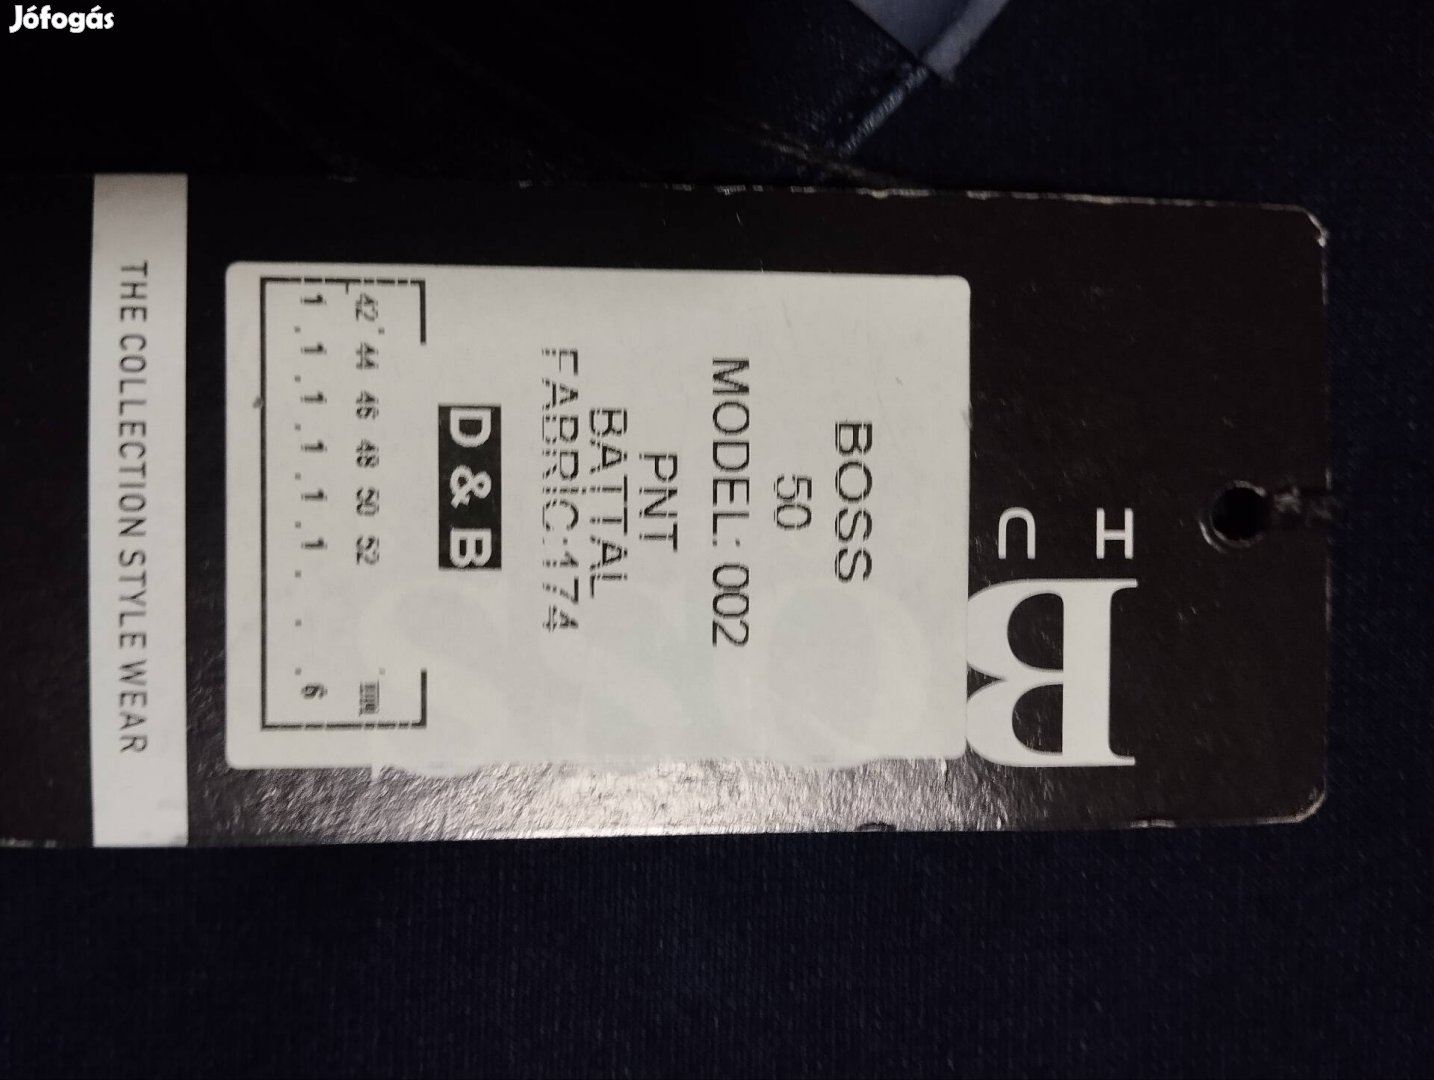 Jófogás
H
U
B
BOSS
50
MODEL: 002
PNT
BATTAL
FABRIC:174
D & B
42 44 46 48 50 52
1 . 1 . 1 . 1 . 1 . 1 . . . 6
THE COLLECTION STYLE WEAR